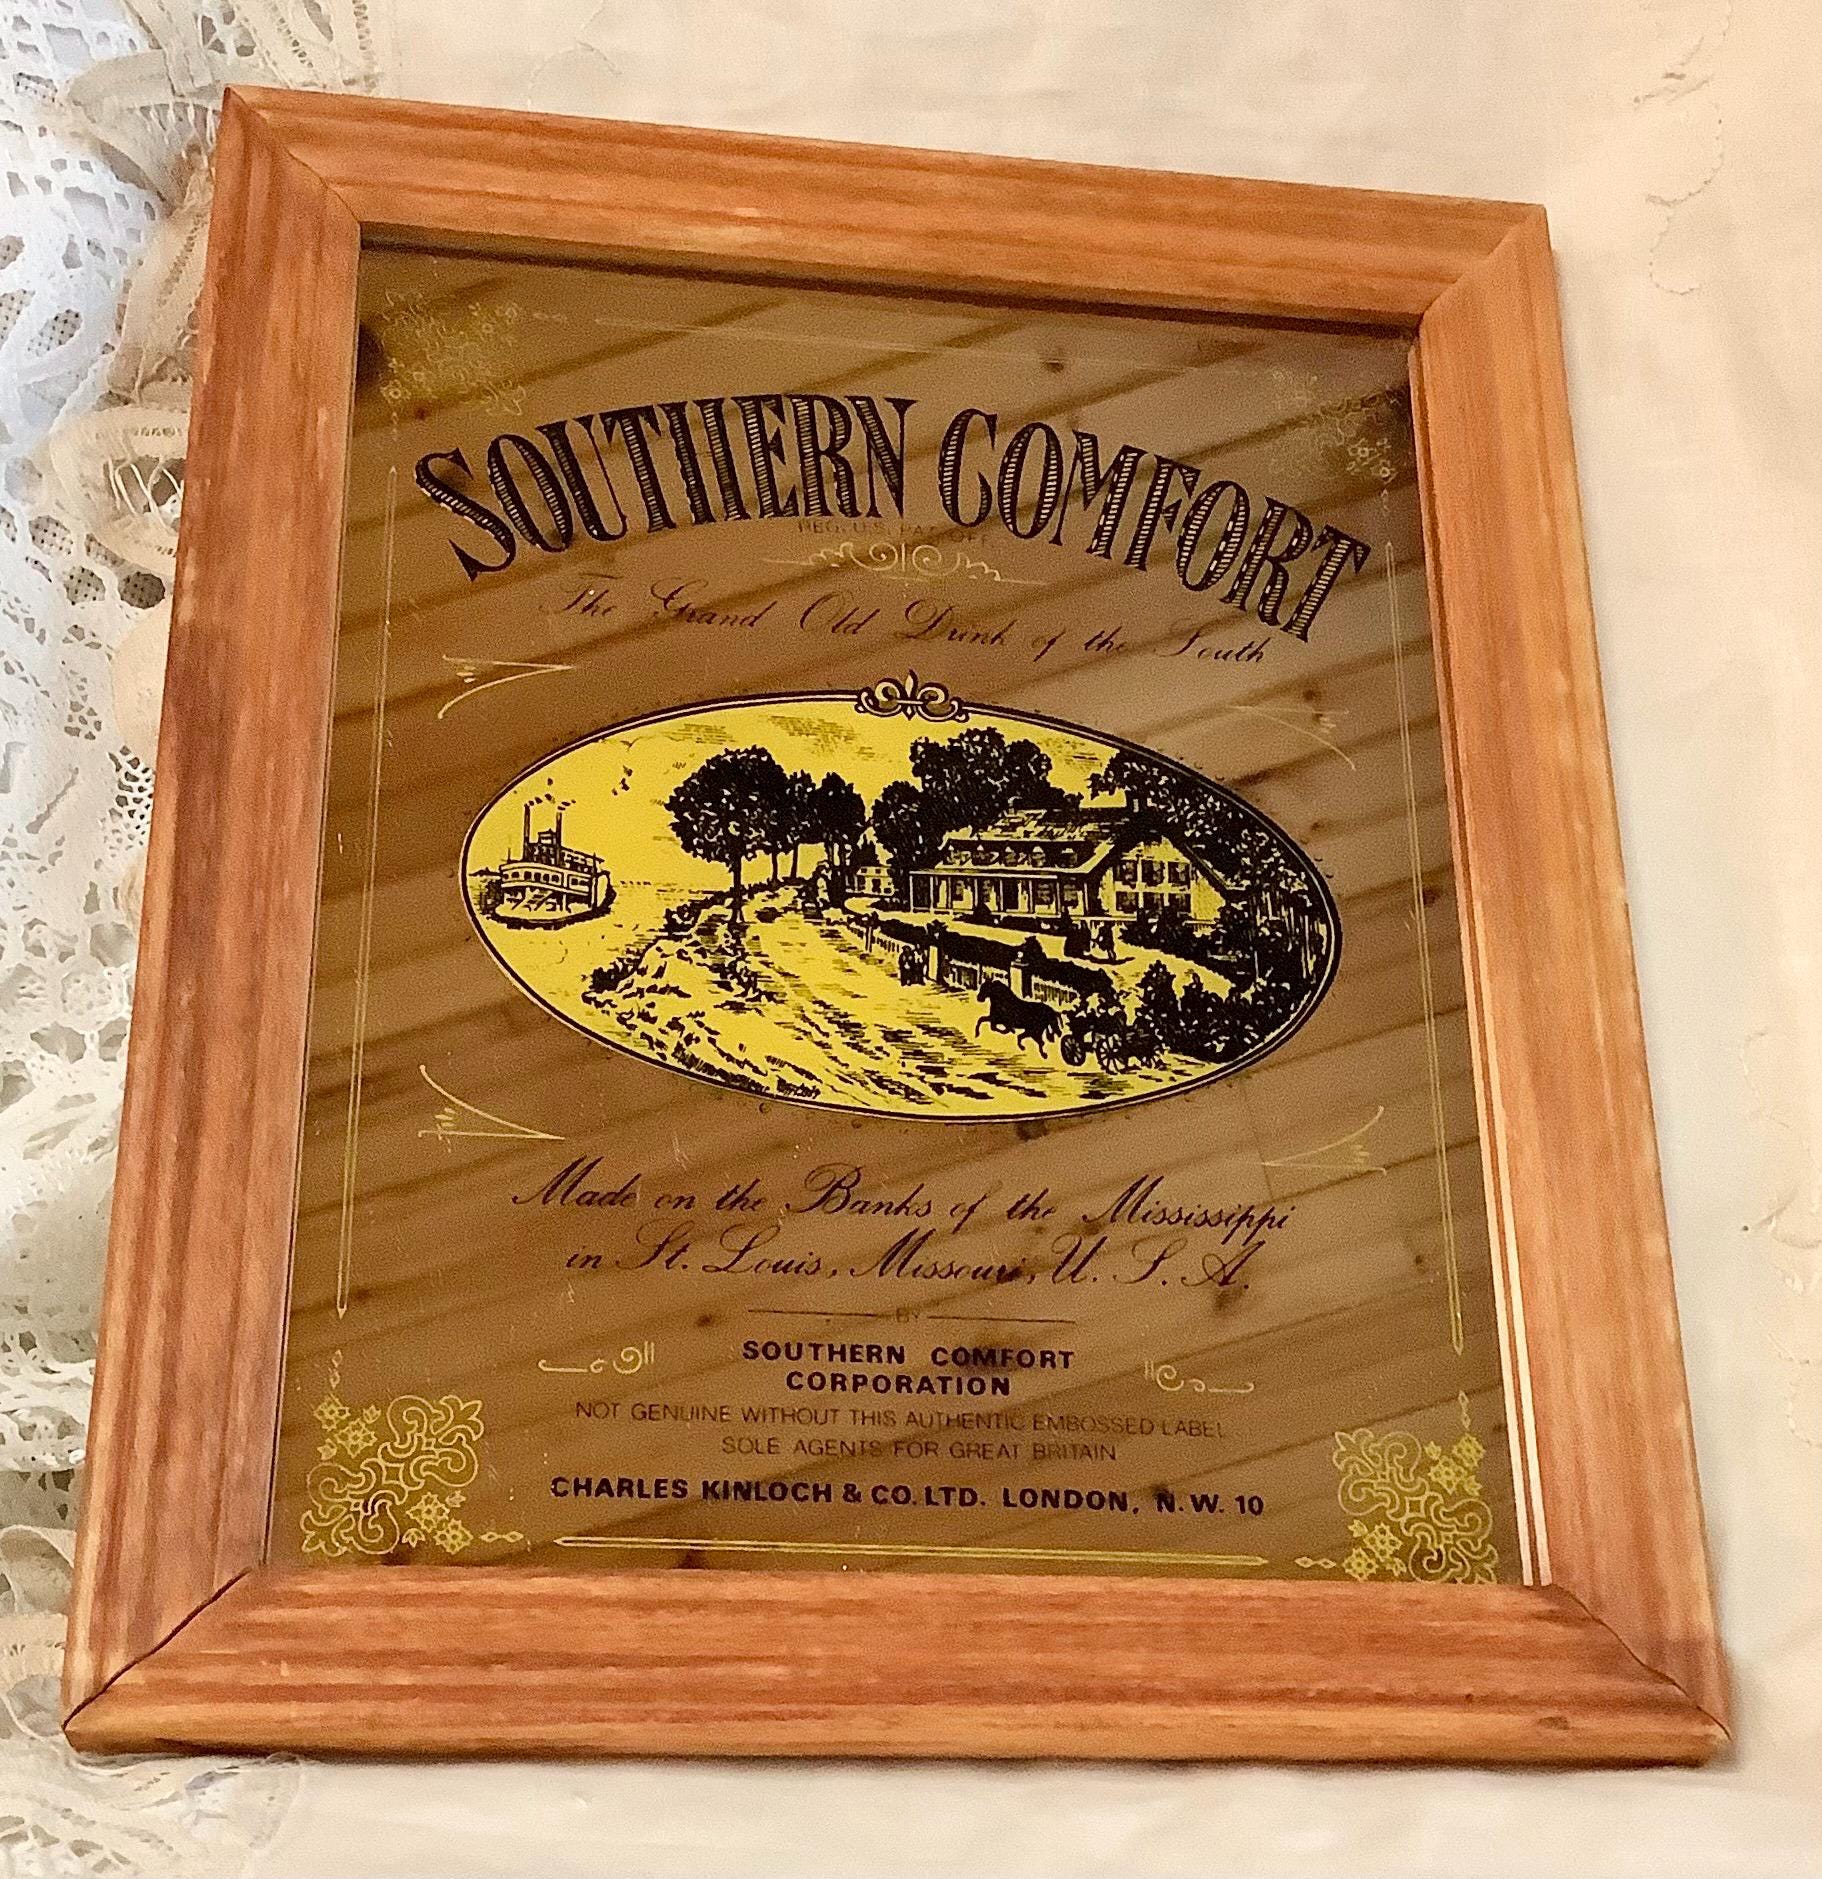 SOUTHERN COMFORT
REG. U.S. PAT. OFF.
The Grand Old Drink of the South
Made on the Banks of the Mississippi
in St. Louis, Missouri, U. S. A.
BY
SOUTHERN COMFORT
CORPORATION
NOT GENUINE WITHOUT THIS AUTHENTIC EMBOSSED LABEL
SOLE AGENTS FOR GREAT BRITAIN
CHARLES KINLOCH & CO. LTD. LONDON, N.W. 10